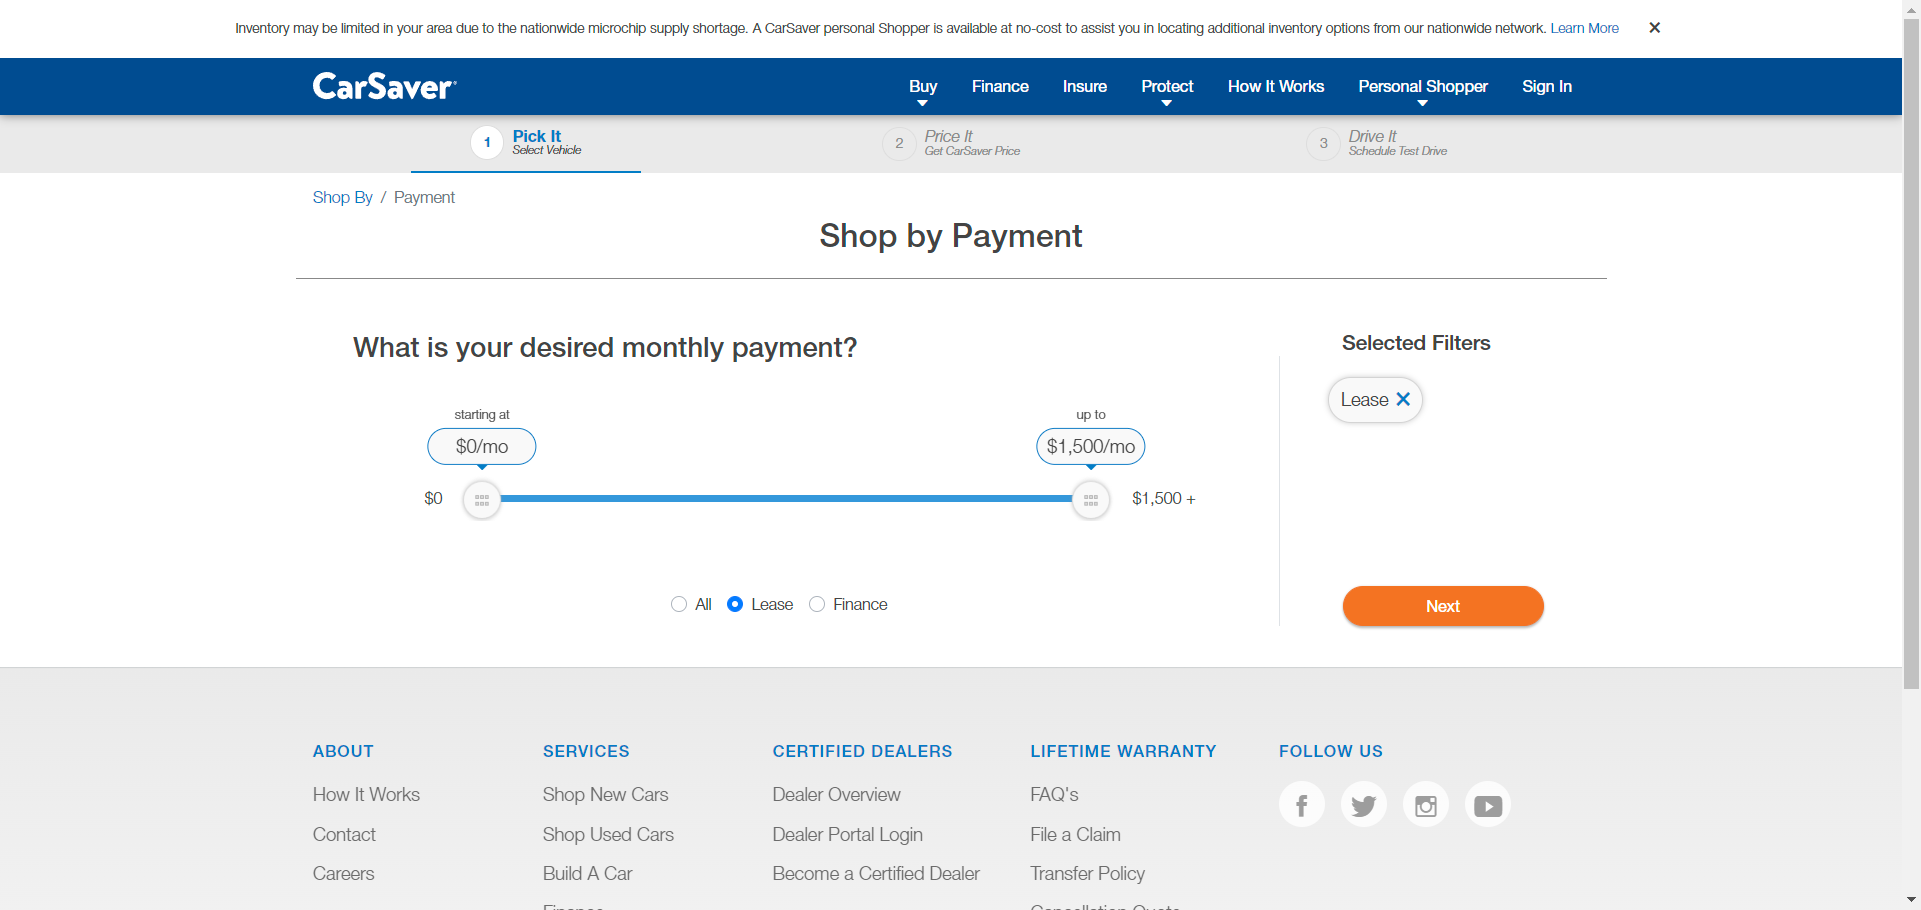 Inventory may be limited in your area due to the nationwide microchip supply shortage. A CarSaver personal Shopper is available at no-cost to assist you in locating additional inventory options from our nationwide network. Learn More
CarSaver
Buy Finance Insure Protect How It Works Personal Shopper Sign In
1 Pick It
Select Vehicle
2 Price It
Get CarSaver Price
3 Drive It
Schedule Test Drive
Shop By / Payment
Shop by Payment
What is your desired monthly payment?
starting at
$0/mo
up to
$1,500/mo
$0
$1,500 +
All Lease Finance
Selected Filters
Lease
Next
ABOUT
How It Works
Contact
Careers
SERVICES
Shop New Cars
Shop Used Cars
Build A Car
Finance
CERTIFIED DEALERS
Dealer Overview
Dealer Portal Login
Become a Certified Dealer
LIFETIME WARRANTY
FAQ's
File a Claim
Transfer Policy
Cancellation Quote
FOLLOW US